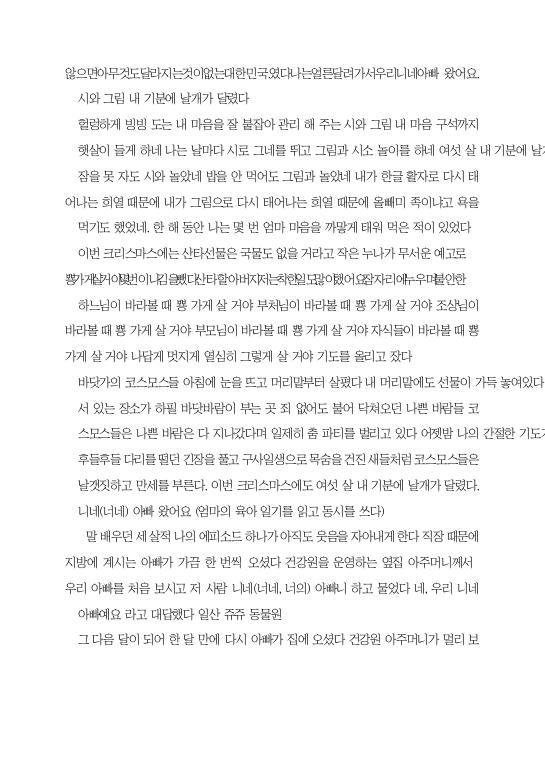 않으면아무것도달라지는것이없는대한민국였다나는얼른달려가서우리니네아빠 왔어요.
시와 그림 내 기분에 날개가 달렸다
헐렁하게 빙빙 도는 내 마음을 잘 붙잡아 관리 해 주는 시와 그림 내 마음 구석까지
햇살이 들게 하네 나는 날마다 시로 그네를 뛰고 그림과 시소 놀이를 하네 여섯 살 내 기분에 날개
잠을 못 자도 시와 놀았네 밥을 안 먹어도 그림과 놀았네 내가 한글 활자로 다시 태
어나는 희열 때문에 내가 그림으로 다시 태어나는 희열 때문에 올빼미 족이냐고 욕을
먹기도 했었네. 한 해 동안 나는 몇 번 엄마 마음을 까맣게 태워 먹은 적이 있었다
이번 크리스마스에는 산타선물은 국물도 없을 거라고 작은 누나가 무서운 예고로
뿅가게살거야몇번이나김을뺐다산타할아버지저는착한일도많이했어요잠자리에누우며불안한
하느님이 바라볼 때 뿅 가게 살 거야 부처님이 바라볼 때 뿅 가게 살 거야 조상님이
바라볼 때 뿅 가게 살 거야 부모님이 바라볼 때 뿅 가게 살 거야 자식들이 바라볼 때 뿅
가게 살 거야 나답게 멋지게 열심히 그렇게 살 거야 기도를 올리고 잤다
바닷가의 코스모스들 아침에 눈을 뜨고 머리맡부터 살폈다 내 머리맡에도 선물이 가득 놓여있다
서 있는 장소가 하필 바닷바람이 부는 곳 죄 없어도 불어 닥쳐오던 나쁜 바람들 코
스모스들은 나쁜 바람은 다 지나갔다며 일제히 춤 파티를 벌리고 있다 어젯밤 나의 간절한 기도가
후들후들 다리를 떨던 긴장을 풀고 구사일생으로 목숨을 건진 새들처럼 코스모스들은
날갯짓하고 만세를 부른다. 이번 크리스마스에도 여섯 살 내 기분에 날개가 달렸다.
니네(너네) 아빠 왔어요 (엄마의 육아 일기를 읽고 동시를 쓰다)
말 배우던 세 살적 나의 에피소드 하나가 아직도 웃음을 자아내게 한다 직장 때문에
지방에 계시는 아빠가 가끔 한 번씩 오셨다 건강원을 운영하는 옆집 아주머니께서
우리 아빠를 처음 보시고 저 사람 니네(너네, 너의) 아빠니 하고 물었다 네. 우리 니네
아빠예요 라고 대답했다 일산 쥬쥬 동물원
그 다음 달이 되어 한 달 만에 다시 아빠가 집에 오셨다 건강원 아주머니가 멀리 보